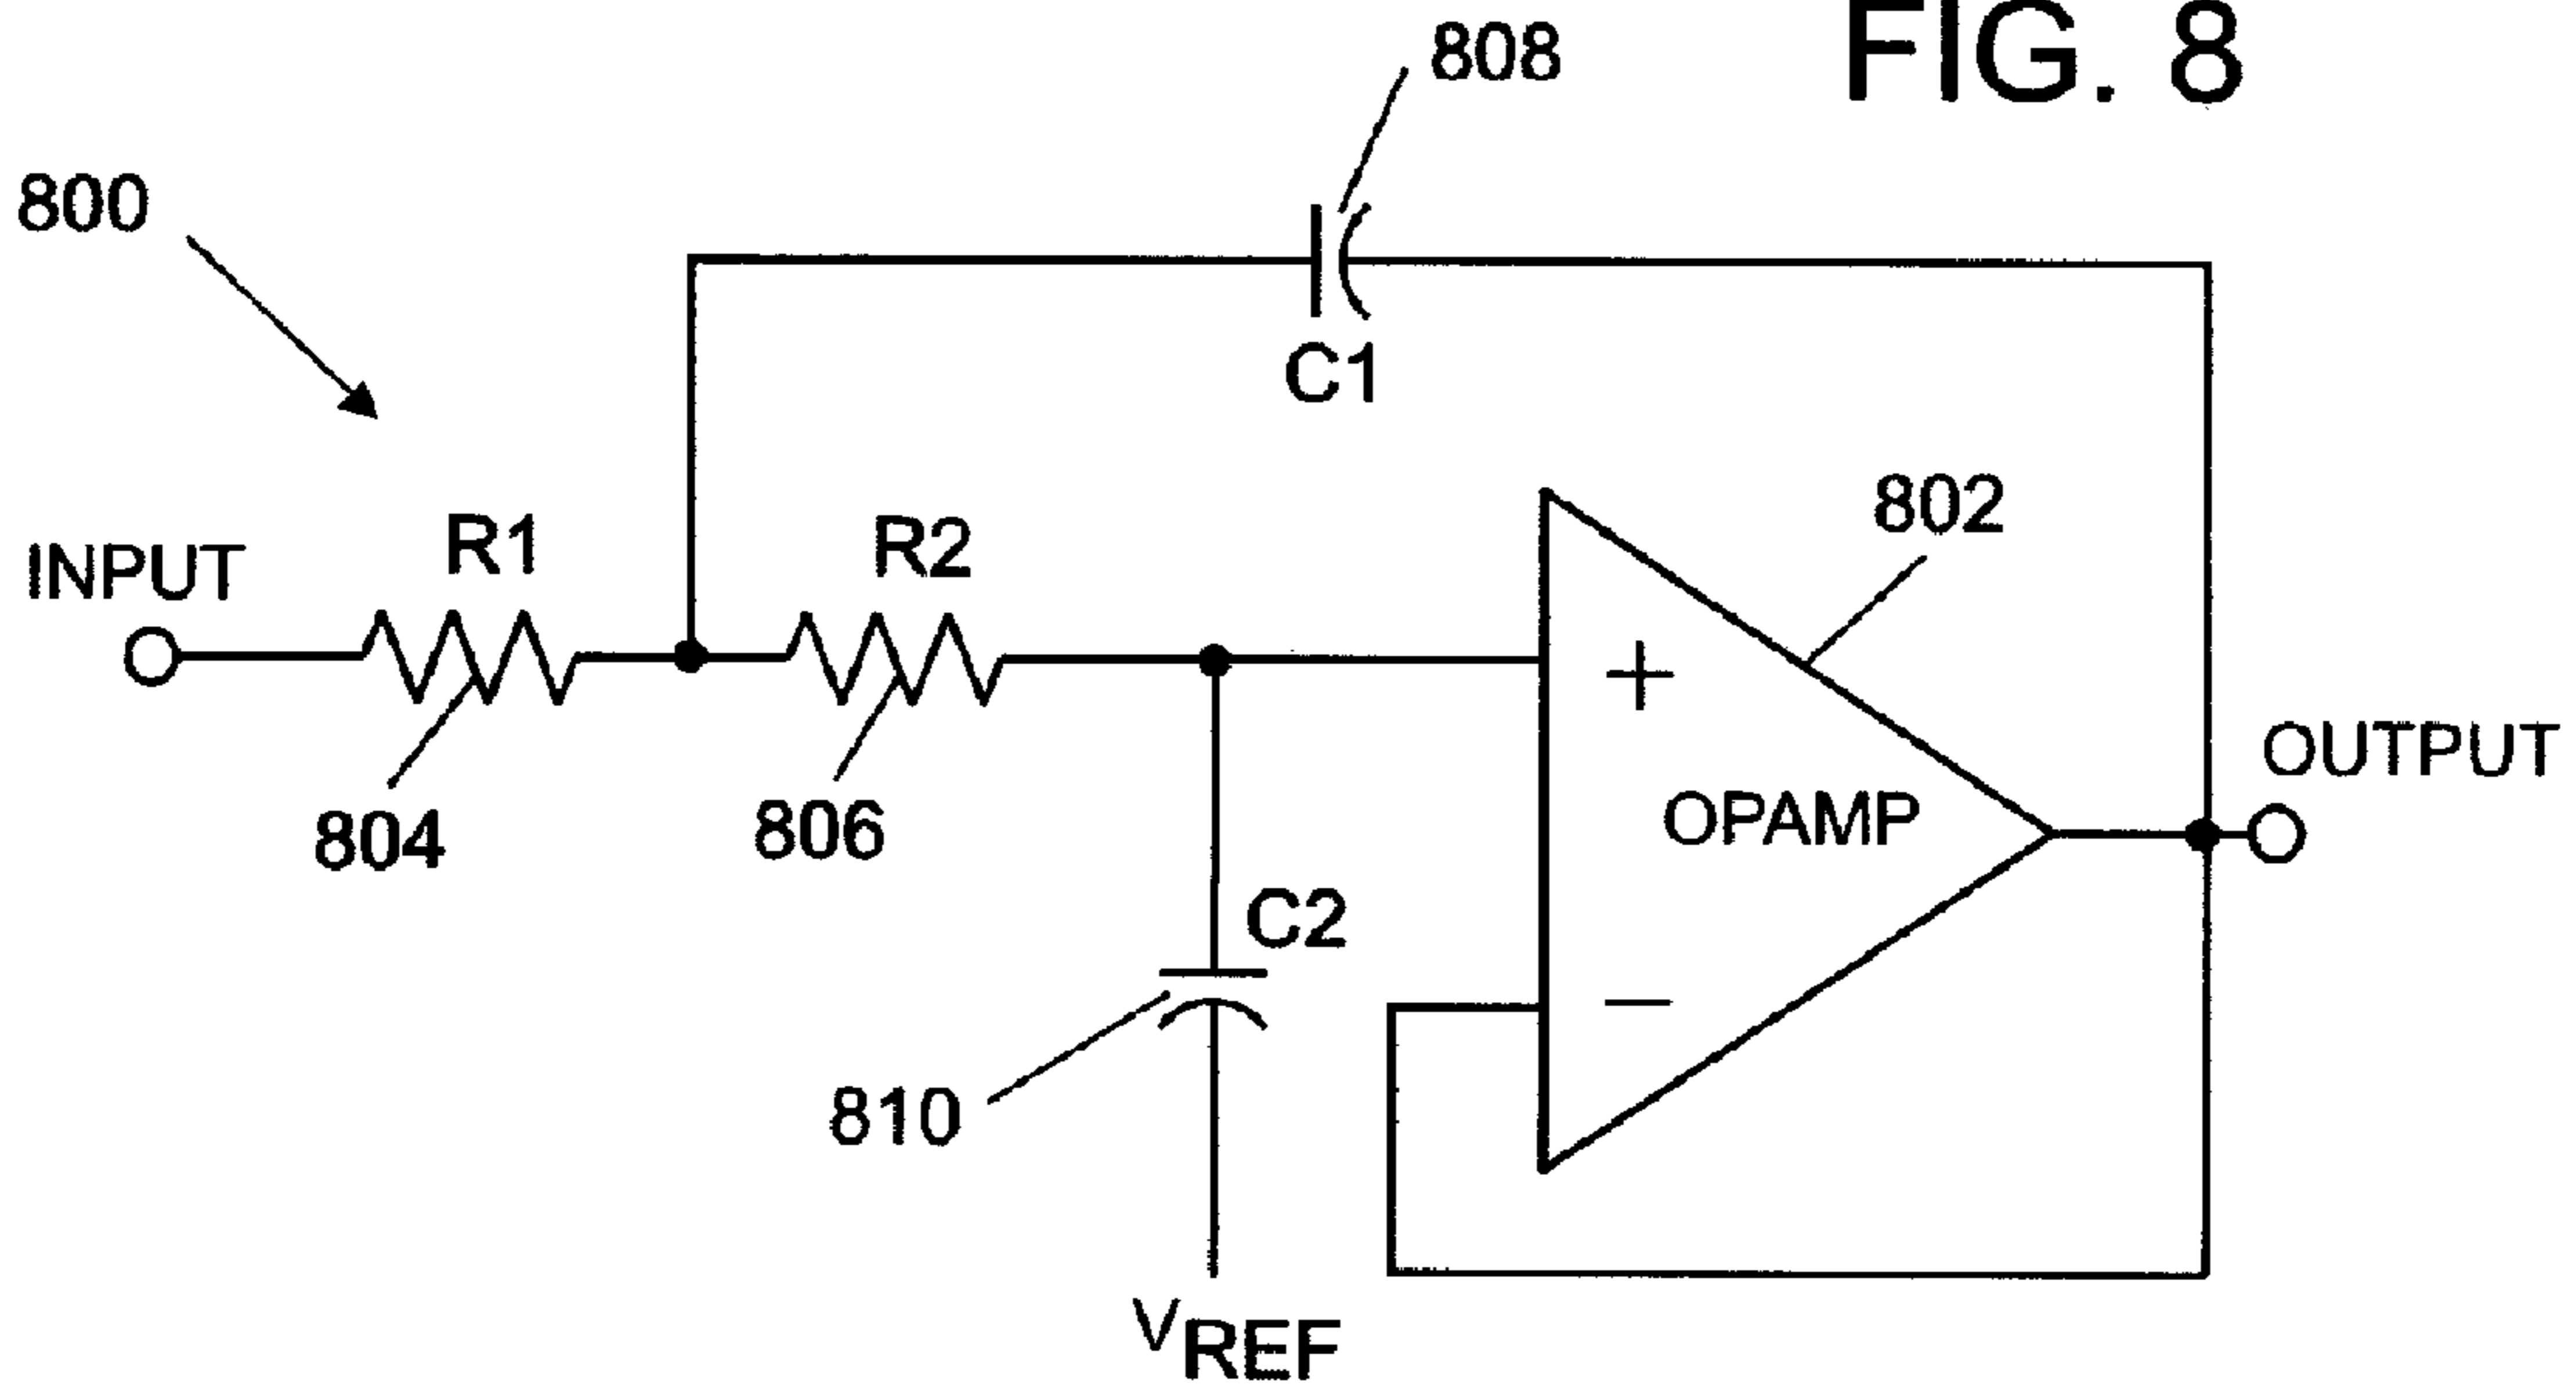 FIG. 8
808
800
C1
802
R1
R2
INPUT
OUTPUT
+
OPAMP
804
806
C2
−
810
VREF